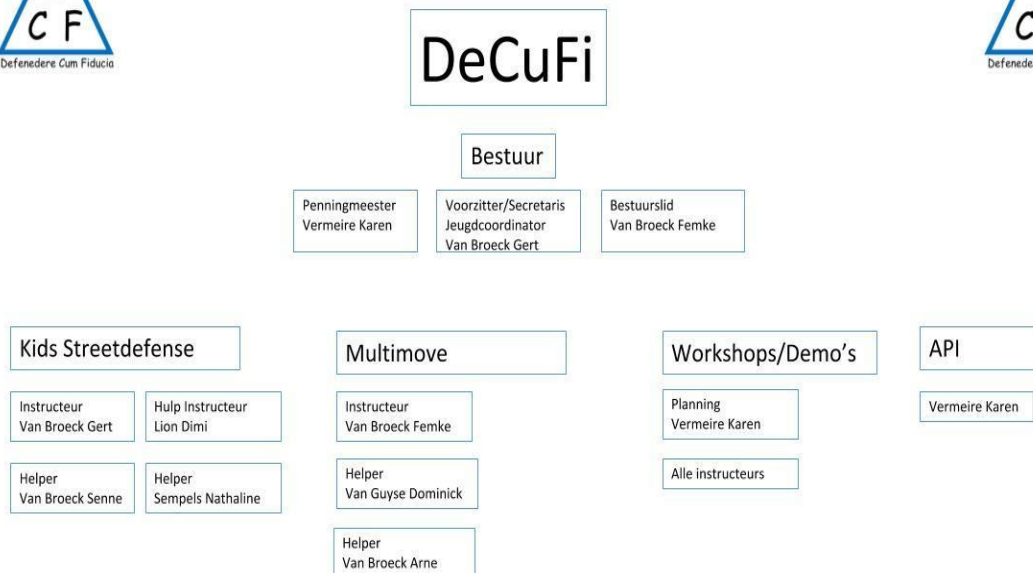 C F
Defenedere Cum Fiducia
DeCuFi
C
Defened
Bestuur
Penningmeester
Vermeire Karen
Voorzitter/Secretaris
Jeugdcoordinator
Van Broeck Gert
Bestuurslid
Van Broeck Femke
Kids Streetdefense
Instructeur
Van Broeck Gert
Hulp Instructeur
Lion Dimi
Helper
Van Broeck Senne
Helper
Sempels Nathaline
Multimove
Instructeur
Van Broeck Femke
Helper
Van Guyse Dominick
Helper
Van Broeck Arne
Workshops/Demo's
Planning
Vermeire Karen
Alle instructeurs
API
Vermeire Karen